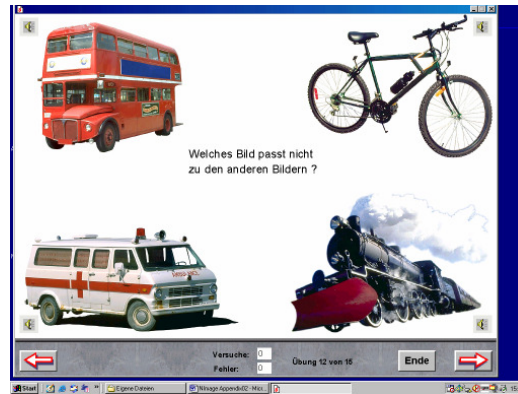 Welches Bild passt nicht
zu den anderen Bildern ?
Versuche: 0
Fehler: 0
Übung 12 von 15
Ende
Start
Eigene Dateien
15